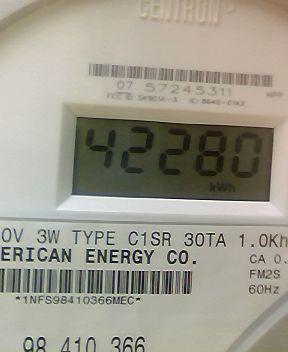 CENTRON
07 57245311
42280
kWh
0V 3W TYPE C1SR 30TA 1.0Kh
ERICAN ENERGY CO.
CA 0.
FM2S
60Hz
*1NFS98410366MEC*
98 410 366